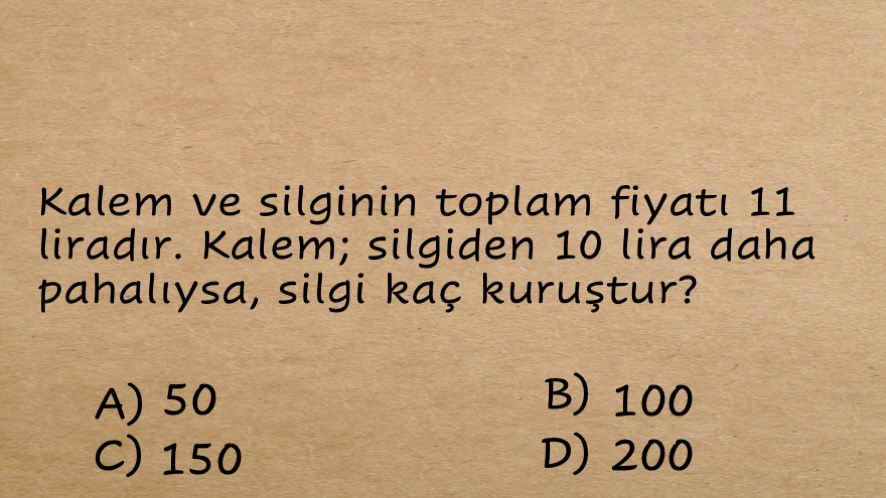 Kalem ve silginin toplam fiyatı 11
liradır. Kalem; silgiden 10 lira daha
pahalıysa, silgi kaç kuruştur?
A) 50 B) 100
C) 150 D) 200